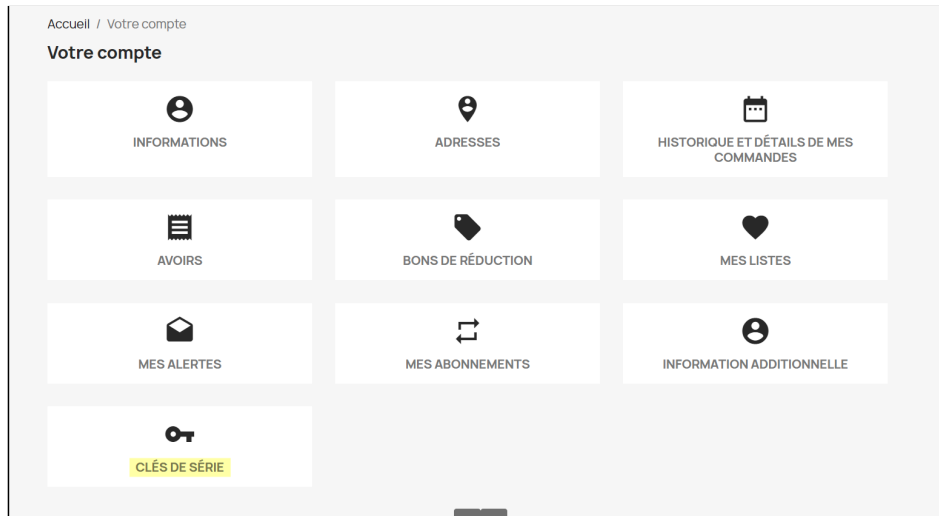 Accueil / Votre compte
Votre compte
INFORMATIONS
ADRESSES
HISTORIQUE ET DÉTAILS DE MES
COMMANDES
AVOIRS
BONS DE RÉDUCTION
MES LISTES
MES ALERTES
MES ABONNEMENTS
INFORMATION ADDITIONNELLE
CLÉS DE SÉRIE